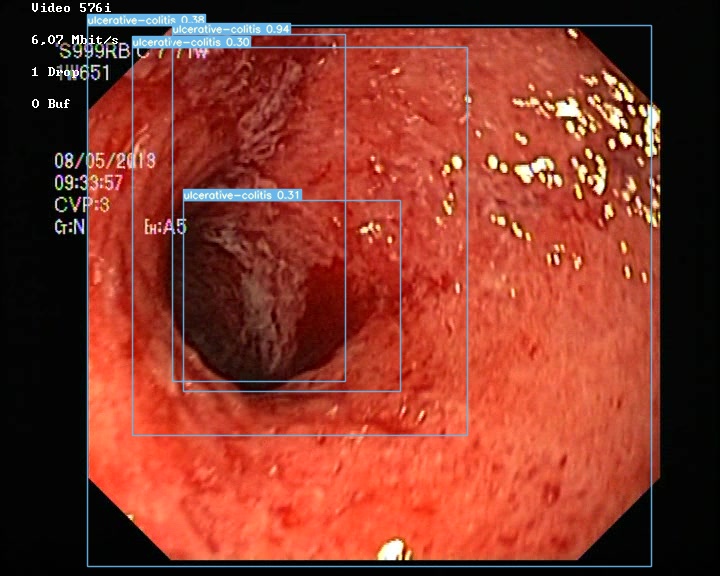 Video 576i
ulcerative-colitis 0.38
ulcerative-colitis 0.94
6,07 Mbit/s
ulcerative-colitis 0.30
1 Drop
0 Buf
08/05/2013
09:33:57
CVP:3
Cr:N Eh:A5
ulcerative-colitis 0.31